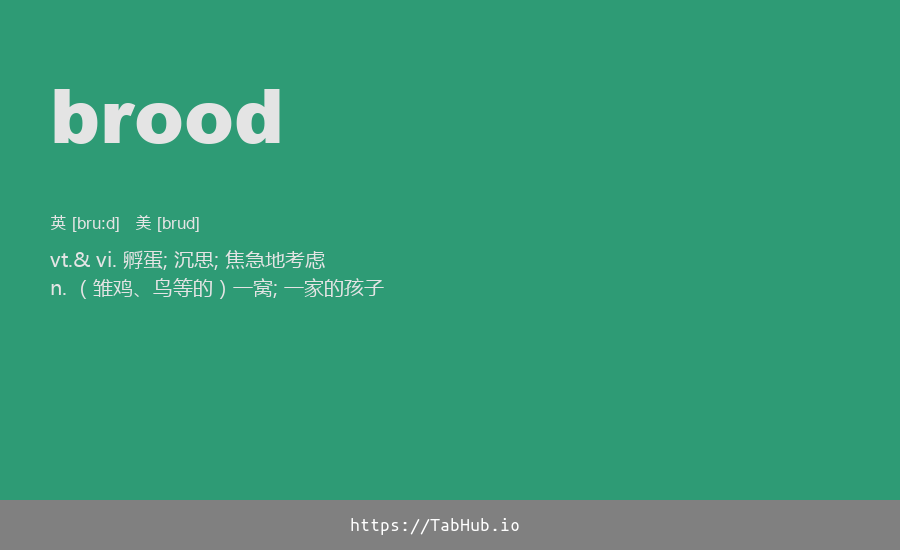 brood
英 [bru:d] 美 [brud]
vt.& vi. 孵蛋; 沉思; 焦急地考虑
n. （雏鸡、鸟等的）一窝; 一家的孩子
https://TabHub.io